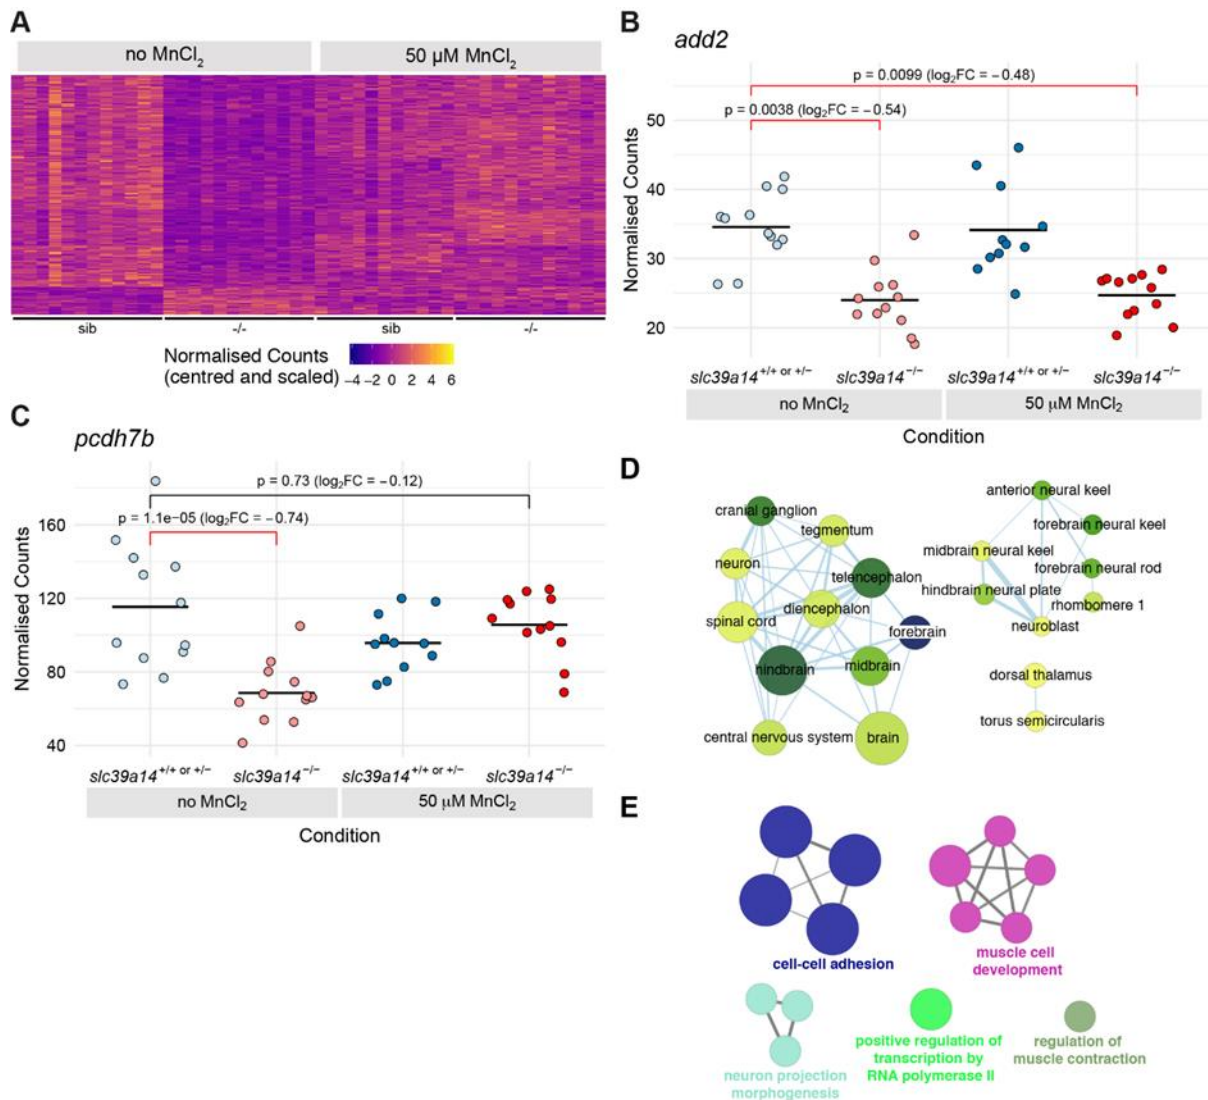 A
no MnCl₂
50 µM MnCl₂
sib
-/-
sib
-/-
Normalised Counts
(centred and scaled)
−4 −2 0 2 4 6
B
add2
p = 0.0099 (log₂FC = −0.48)
p = 0.0038 (log₂FC = −0.54)
Normalised Counts
50
40
30
20
slc39a14⁺/⁺ ᵒʳ ⁺/⁻
slc39a14⁻/⁻
slc39a14⁺/⁺ ᵒʳ ⁺/⁻
slc39a14⁻/⁻
no MnCl₂
50 µM MnCl₂
Condition
C
pcdh7b
p = 0.73 (log₂FC = −0.12)
p = 1.1e−05 (log₂FC = −0.74)
Normalised Counts
160
120
80
40
slc39a14⁺/⁺ ᵒʳ ⁺/⁻
slc39a14⁻/⁻
slc39a14⁺/⁺ ᵒʳ ⁺/⁻
slc39a14⁻/⁻
no MnCl₂
50 µM MnCl₂
Condition
D
cranial ganglion
tegmentum
neuron
telencephalon
spinal cord
diencephalon
forebrain
hindbrain
midbrain
central nervous system
brain
anterior neural keel
forebrain neural keel
midbrain neural keel
forebrain neural rod
hindbrain neural plate
rhombomere 1
neuroblast
dorsal thalamus
torus semicircularis
E
cell-cell adhesion
muscle cell
development
neuron projection
morphogenesis
positive regulation of
transcription by
RNA polymerase II
regulation of
muscle contraction